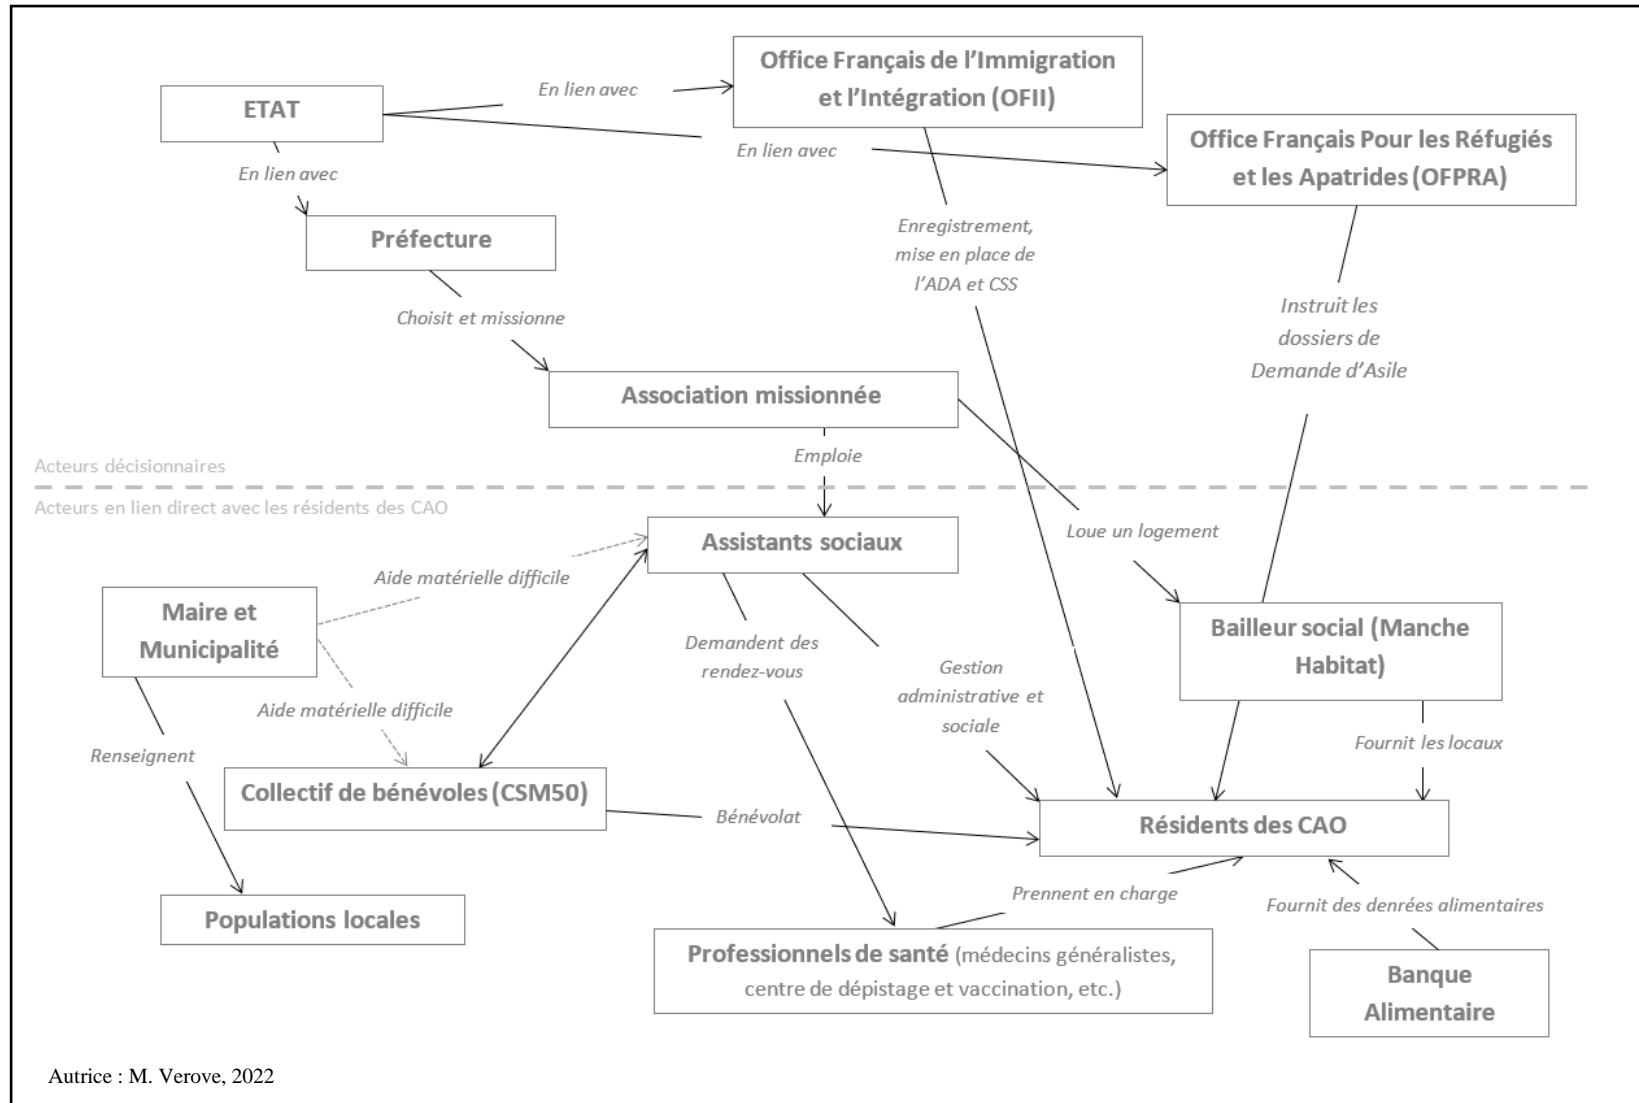 Office Français de l'Immigration
et l'Intégration (OFII)
En lien avec
ETAT
Office Français Pour les Réfugiés
et les Apatrides (OFPRA)
En lien avec
En lien avec
Préfecture
Enregistrement,
mise en place de
l'ADA et CSS
Choisit et missionne
Instruit les
dossiers de
Demande d'Asile
Association missionnée
Emploie
Acteurs décisionnaires
Acteurs en lien direct avec les résidents des CAO
Loue un logement
Assistants sociaux
Aide matérielle difficile
Maire et
Municipalité
Bailleur social (Manche
Habitat)
Demandent des
rendez-vous
Gestion
administrative et
sociale
Aide matérielle difficile
Renseignent
Fournit les locaux
Collectif de bénévoles (CSM50)
Bénévolat
Résidents des CAO
Prennent en charge
Fournit des denrées alimentaires
Populations locales
Professionnels de santé (médecins généralistes,
centre de dépistage et vaccination, etc.)
Banque
Alimentaire
Autrice : M. Verove, 2022